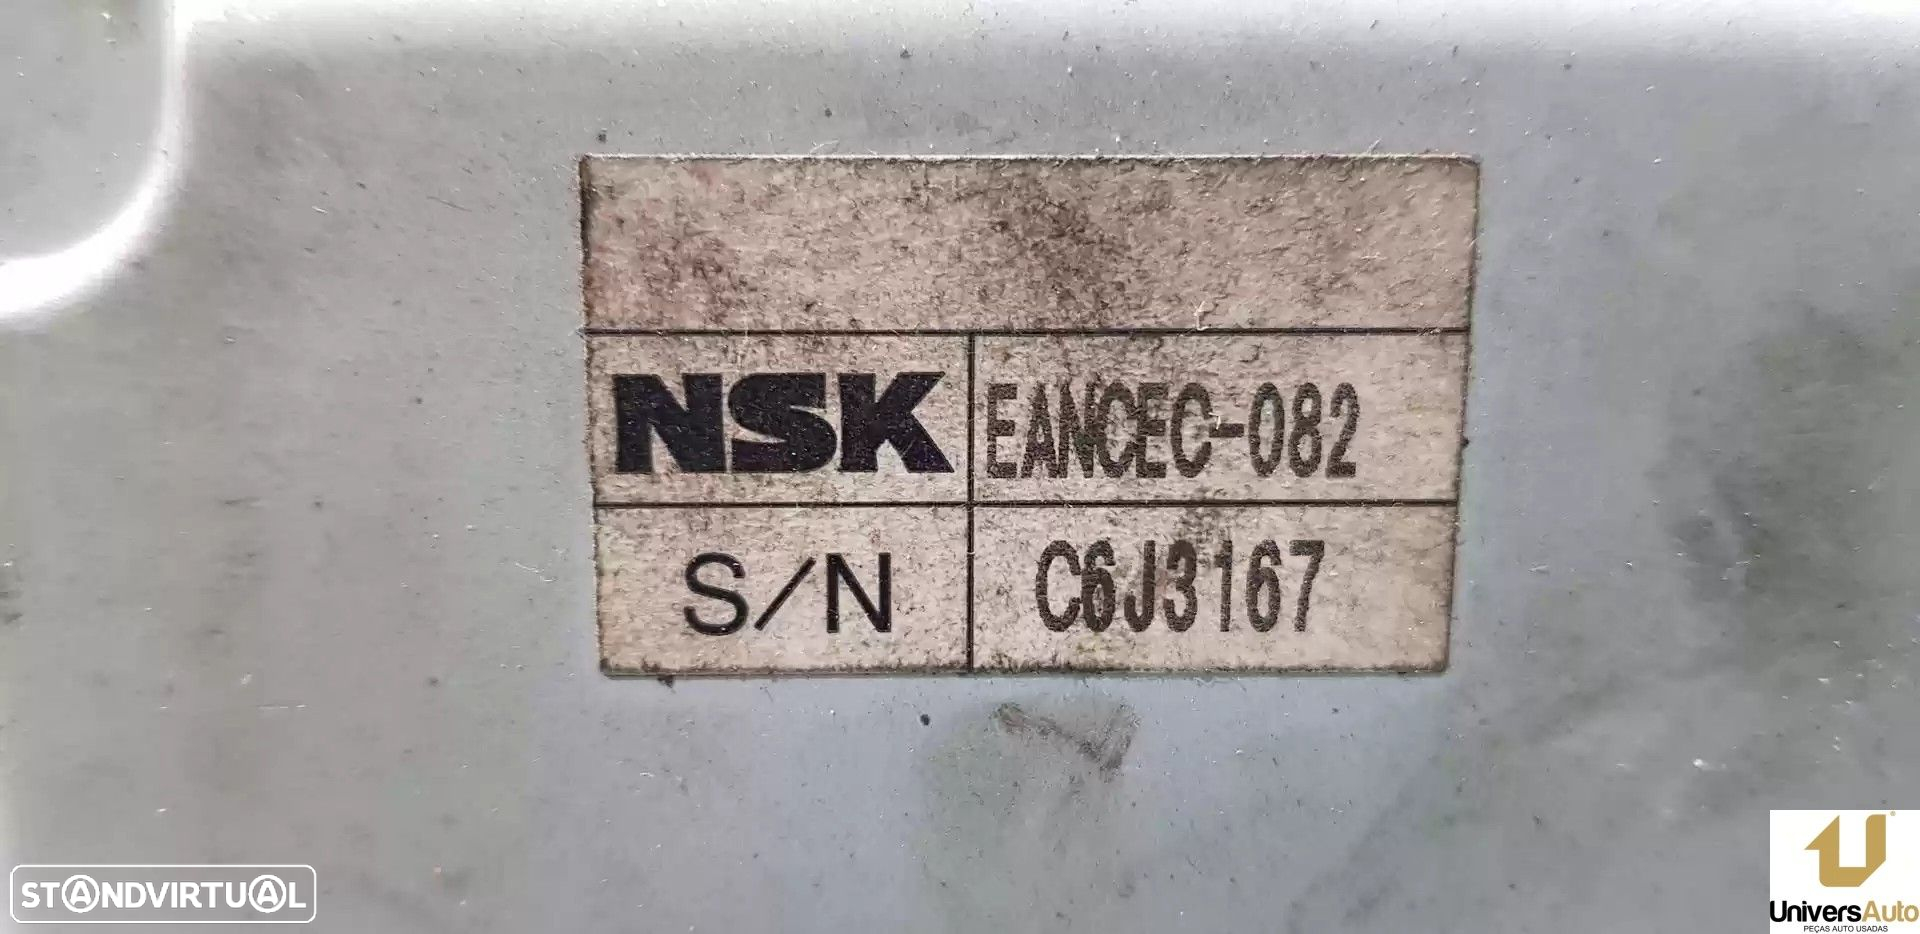 NSK EANCEC-082
S/N C6J3167
STANDVIRTUAL
UniversAuto
PEÇAS AUTO USADAS